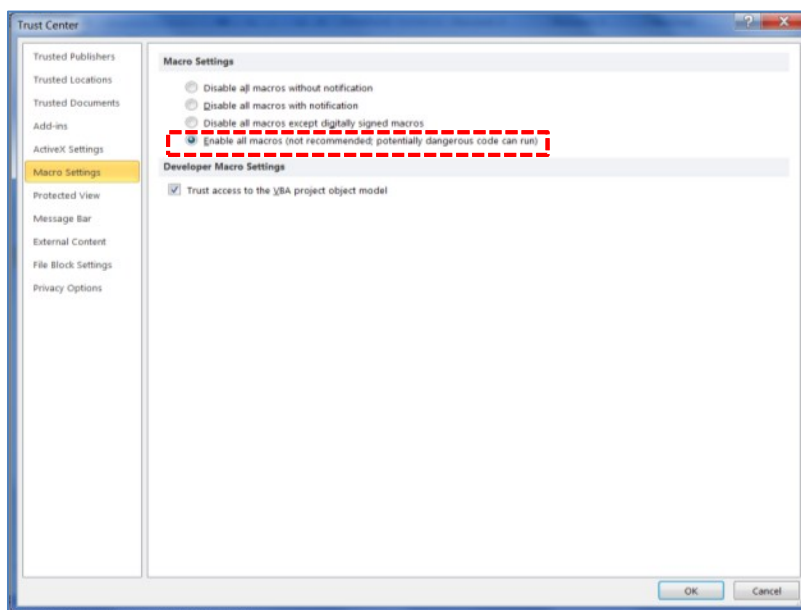 Trust Center
Trusted Publishers
Trusted Locations
Trusted Documents
Add-ins
ActiveX Settings
Macro Settings
Protected View
Message Bar
External Content
File Block Settings
Privacy Options
Macro Settings
Disable all macros without notification
Disable all macros with notification
Disable all macros except digitally signed macros
Enable all macros (not recommended; potentially dangerous code can run)
Developer Macro Settings
Trust access to the VBA project object model
OK Cancel